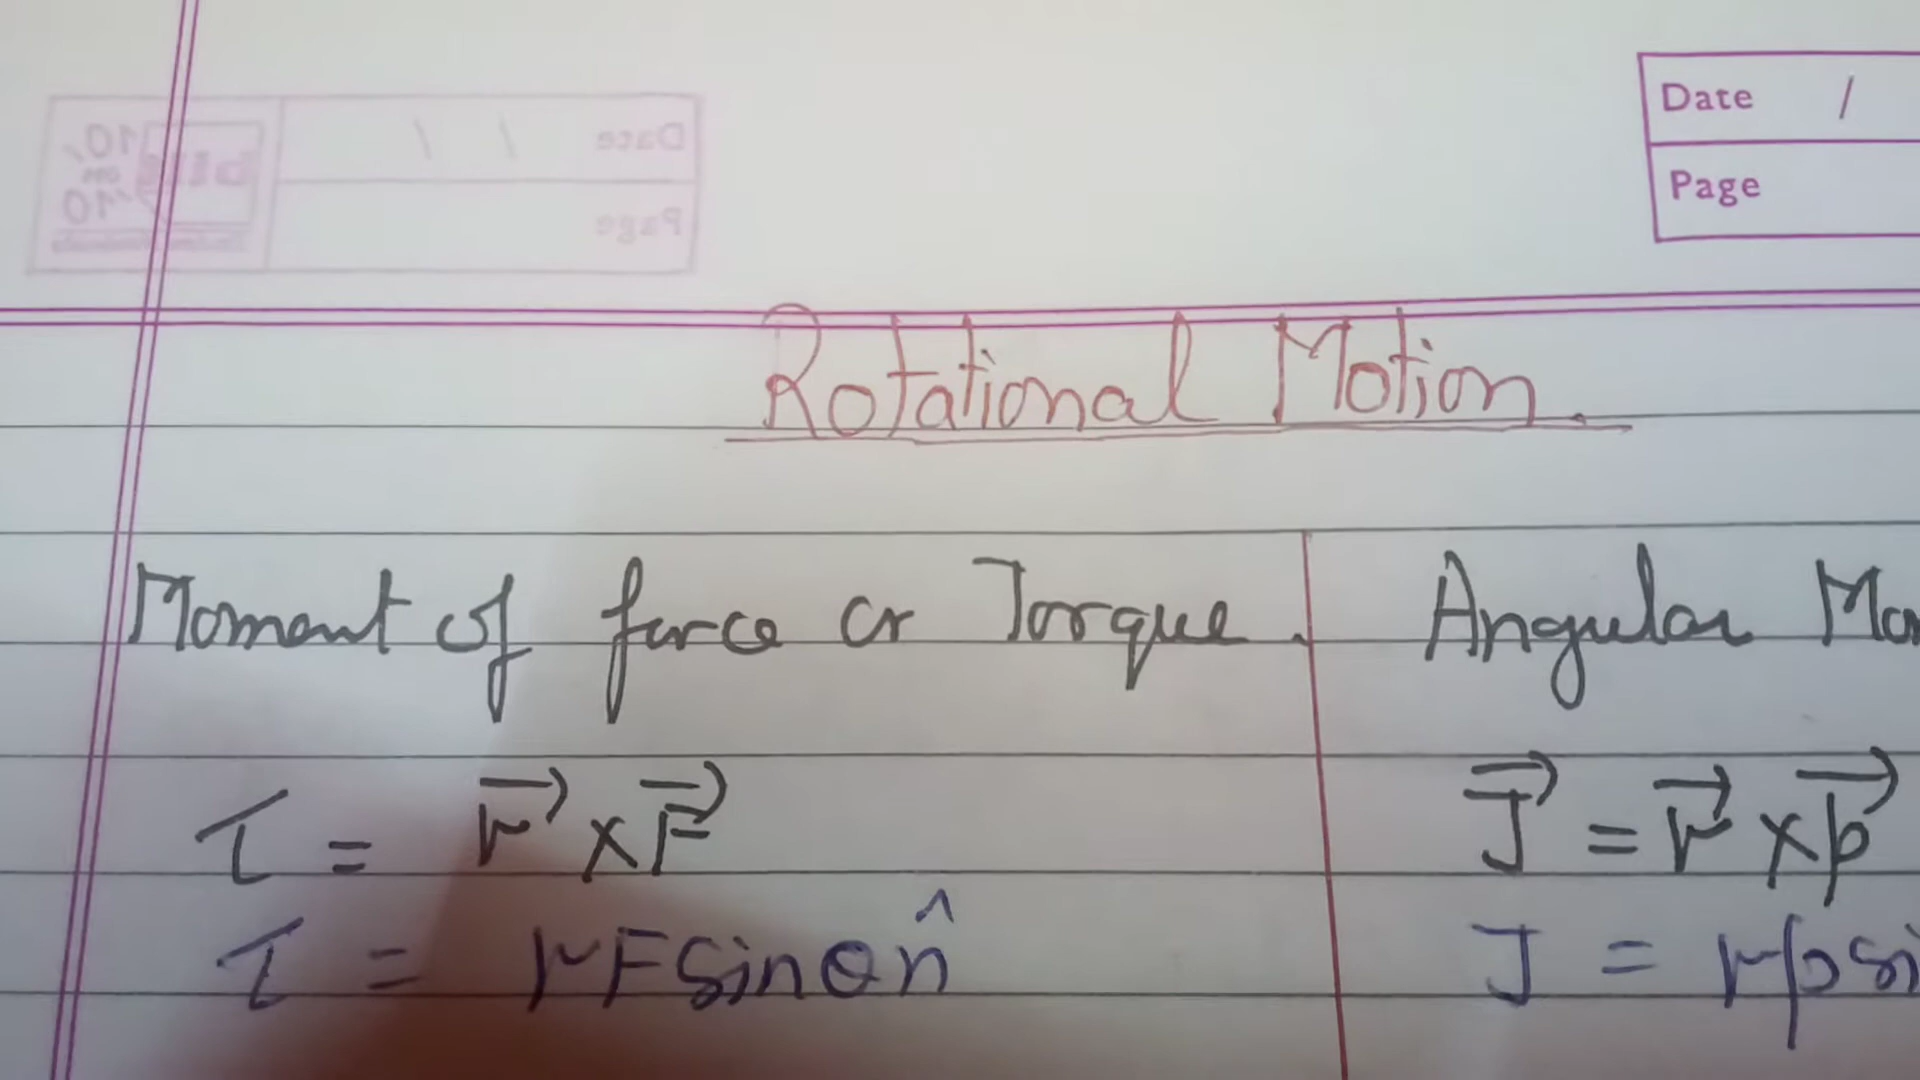 Date /
Page
Rotational Motion.
Moment of force or Torque.
τ = r⃗ × F⃗
τ = rF sinθ n̂
Angular Mo
J⃗ = r⃗ × p⃗
J = rp si